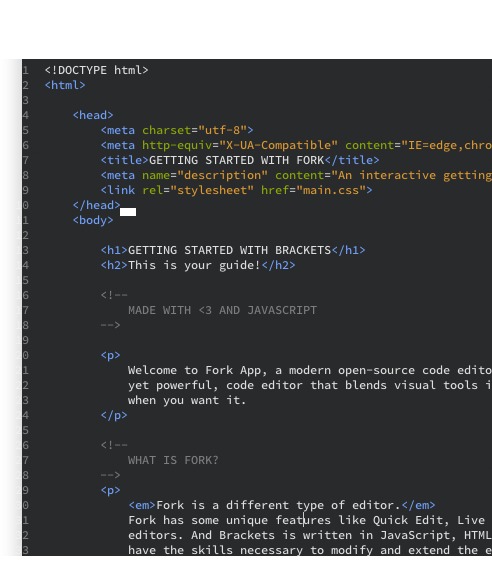 1 <!DOCTYPE html>
2 <html>
3
4 <head>
5 <meta charset="utf-8">
6 <meta http-equiv="X-UA-Compatible" content="IE=edge,chro
7 <title>GETTING STARTED WITH FORK</title>
8 <meta name="description" content="An interactive getting
9 <link rel="stylesheet" href="main.css">
0 </head>
1 <body>
2
3 <h1>GETTING STARTED WITH BRACKETS</h1>
4 <h2>This is your guide!</h2>
5
6 <!--
7 MADE WITH <3 AND JAVASCRIPT
8 -->
9
0 <p>
1 Welcome to Fork App, a modern open-source code edito
2 yet powerful, code editor that blends visual tools i
3 when you want it.
4 </p>
5
6 <!--
7 WHAT IS FORK?
8 -->
9 <p>
0 <em>Fork is a different type of editor.</em>
1 Fork has some unique features like Quick Edit, Live
2 editors. And Brackets is written in JavaScript, HTML
3 have the skills necessary to modify and extend the e